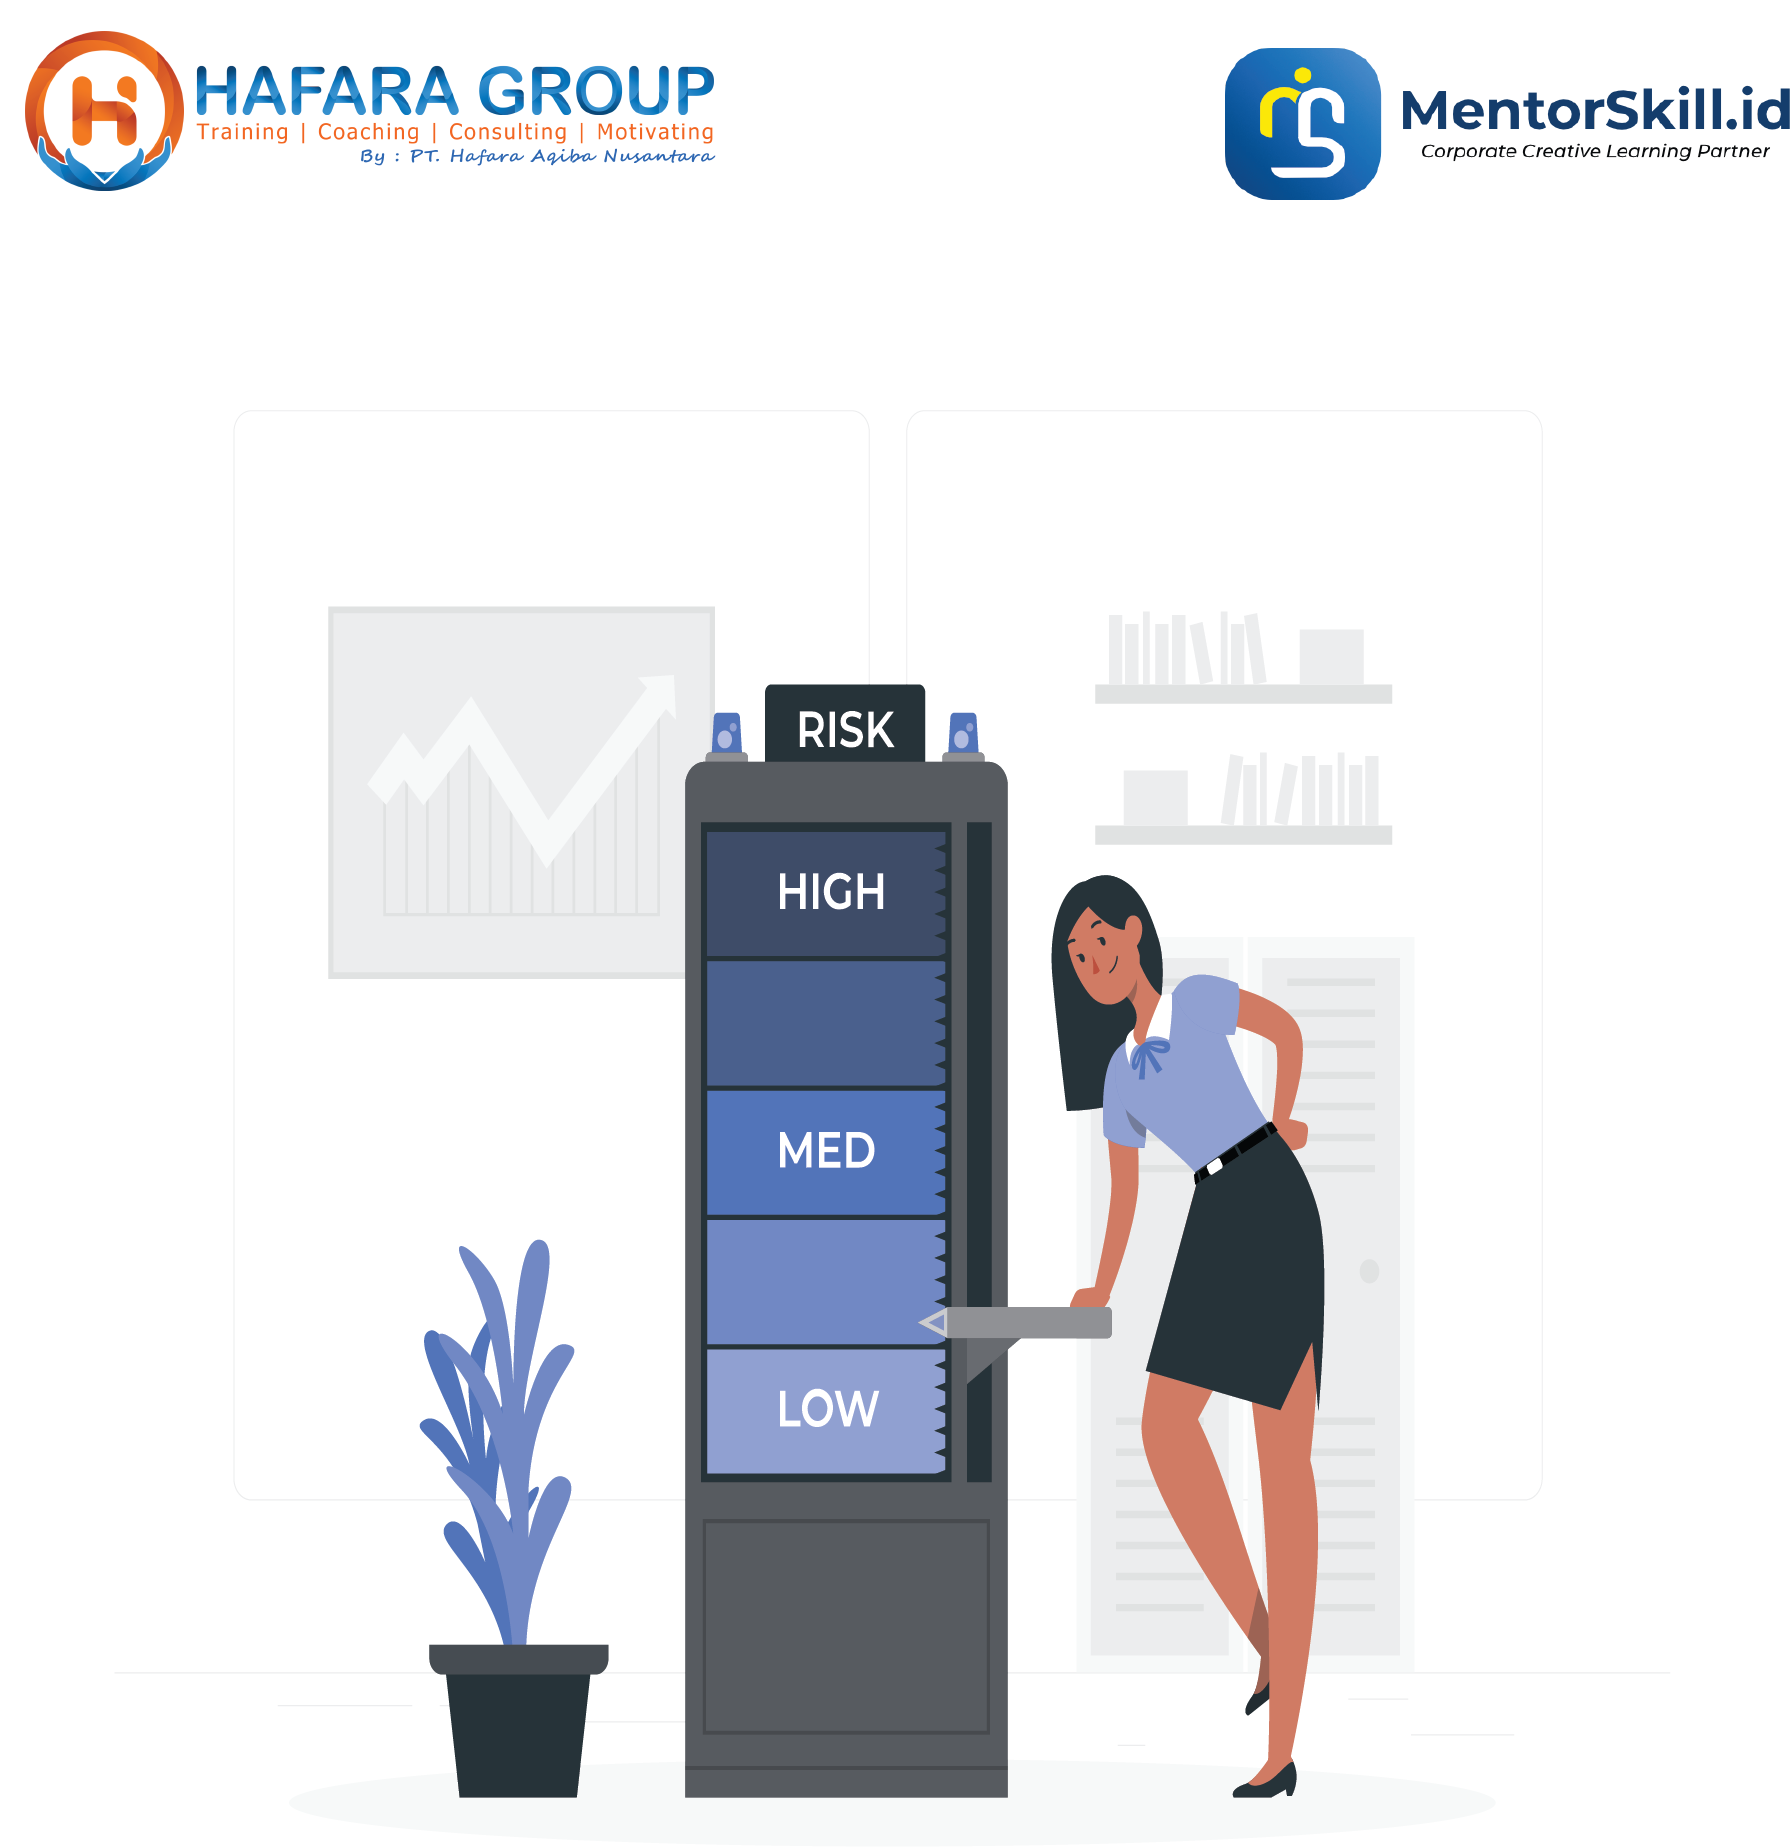 HAFARA GROUP
Training | Coaching | Consulting | Motivating
By : PT. Hafara Aqiba Nusantara
MentorSkill.id
Corporate Creative Learning Partner
RISK
HIGH
MED
LOW